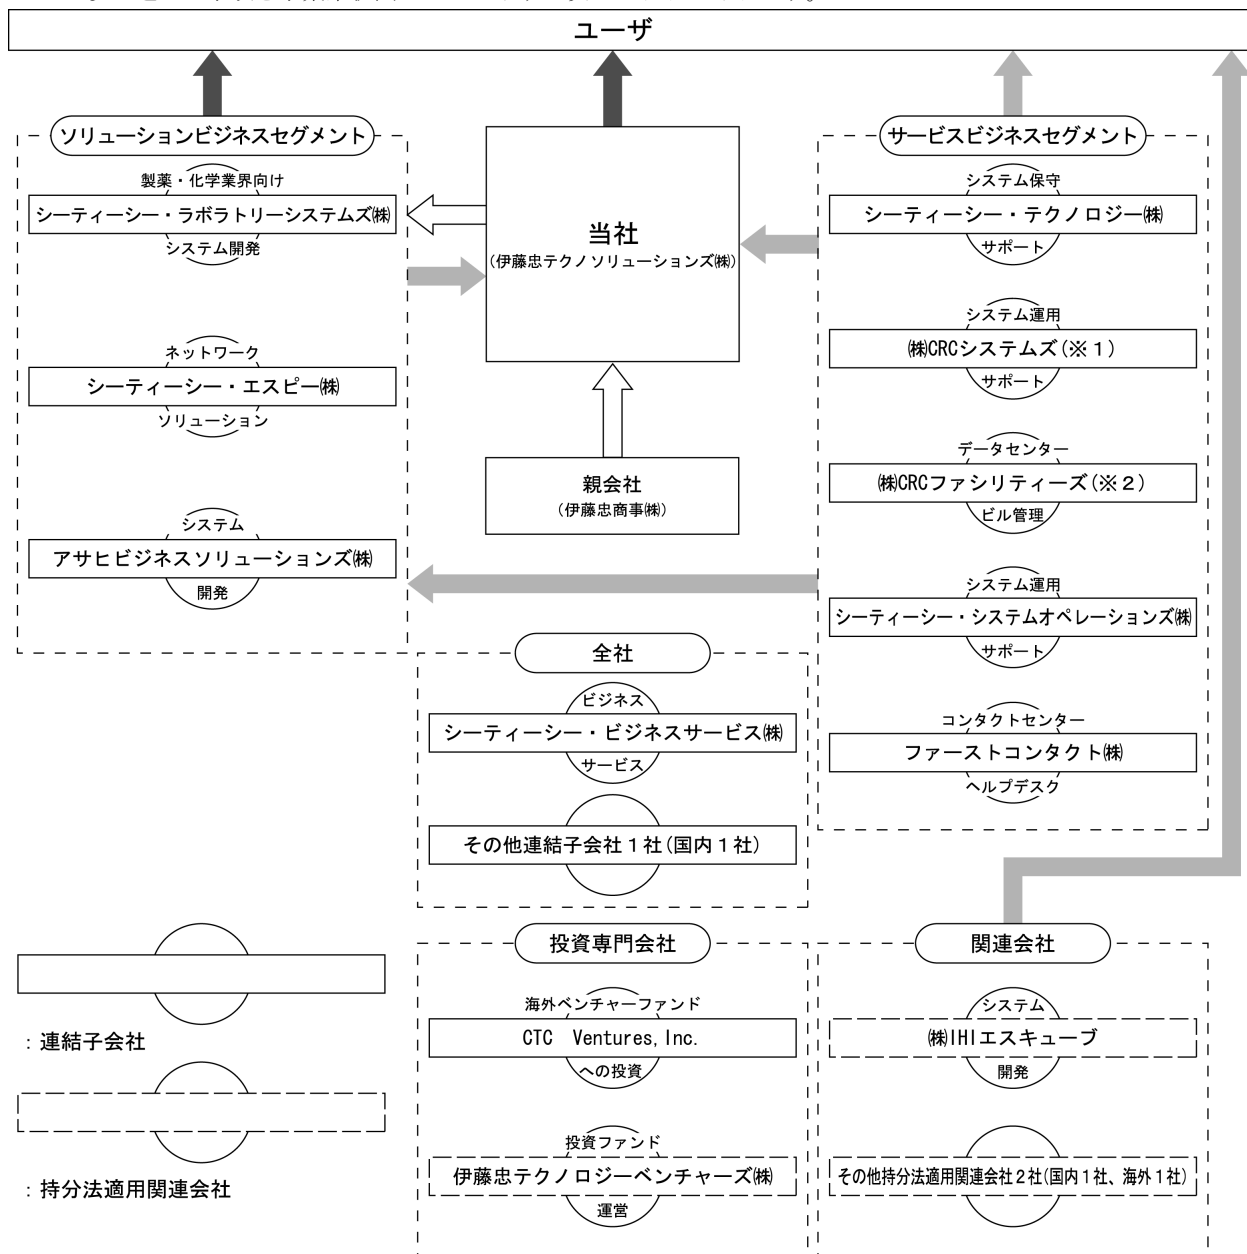 ユーザ
ソリューションビジネスセグメント
製薬・化学業界向け
シーティーシー・ラボラトリーシステムズ㈱
システム開発
ネットワーク
シーティーシー・エスピー㈱
ソリューション
システム
アサヒビジネスソリューションズ㈱
開発
当社
(伊藤忠テクノソリューションズ㈱)
親会社
(伊藤忠商事㈱)
サービスビジネスセグメント
システム保守
シーティーシー・テクノロジー㈱
サポート
システム運用
㈱CRCシステムズ(※1)
サポート
データセンター
㈱CRCファシリティーズ(※2)
ビル管理
システム運用
シーティーシー・システムオペレーションズ㈱
サポート
コンタクトセンター
ファーストコンタクト㈱
ヘルプデスク
全社
ビジネス
シーティーシー・ビジネスサービス㈱
サービス
その他連結子会社1社(国内1社)
投資専門会社
海外ベンチャーファンド
CTC Ventures, Inc.
への投資
投資ファンド
伊藤忠テクノロジーベンチャーズ㈱
運営
関連会社
システム
㈱IHIエスキューブ
開発
その他持分法適用関連会社2社(国内1社、海外1社)
:連結子会社
:持分法適用関連会社